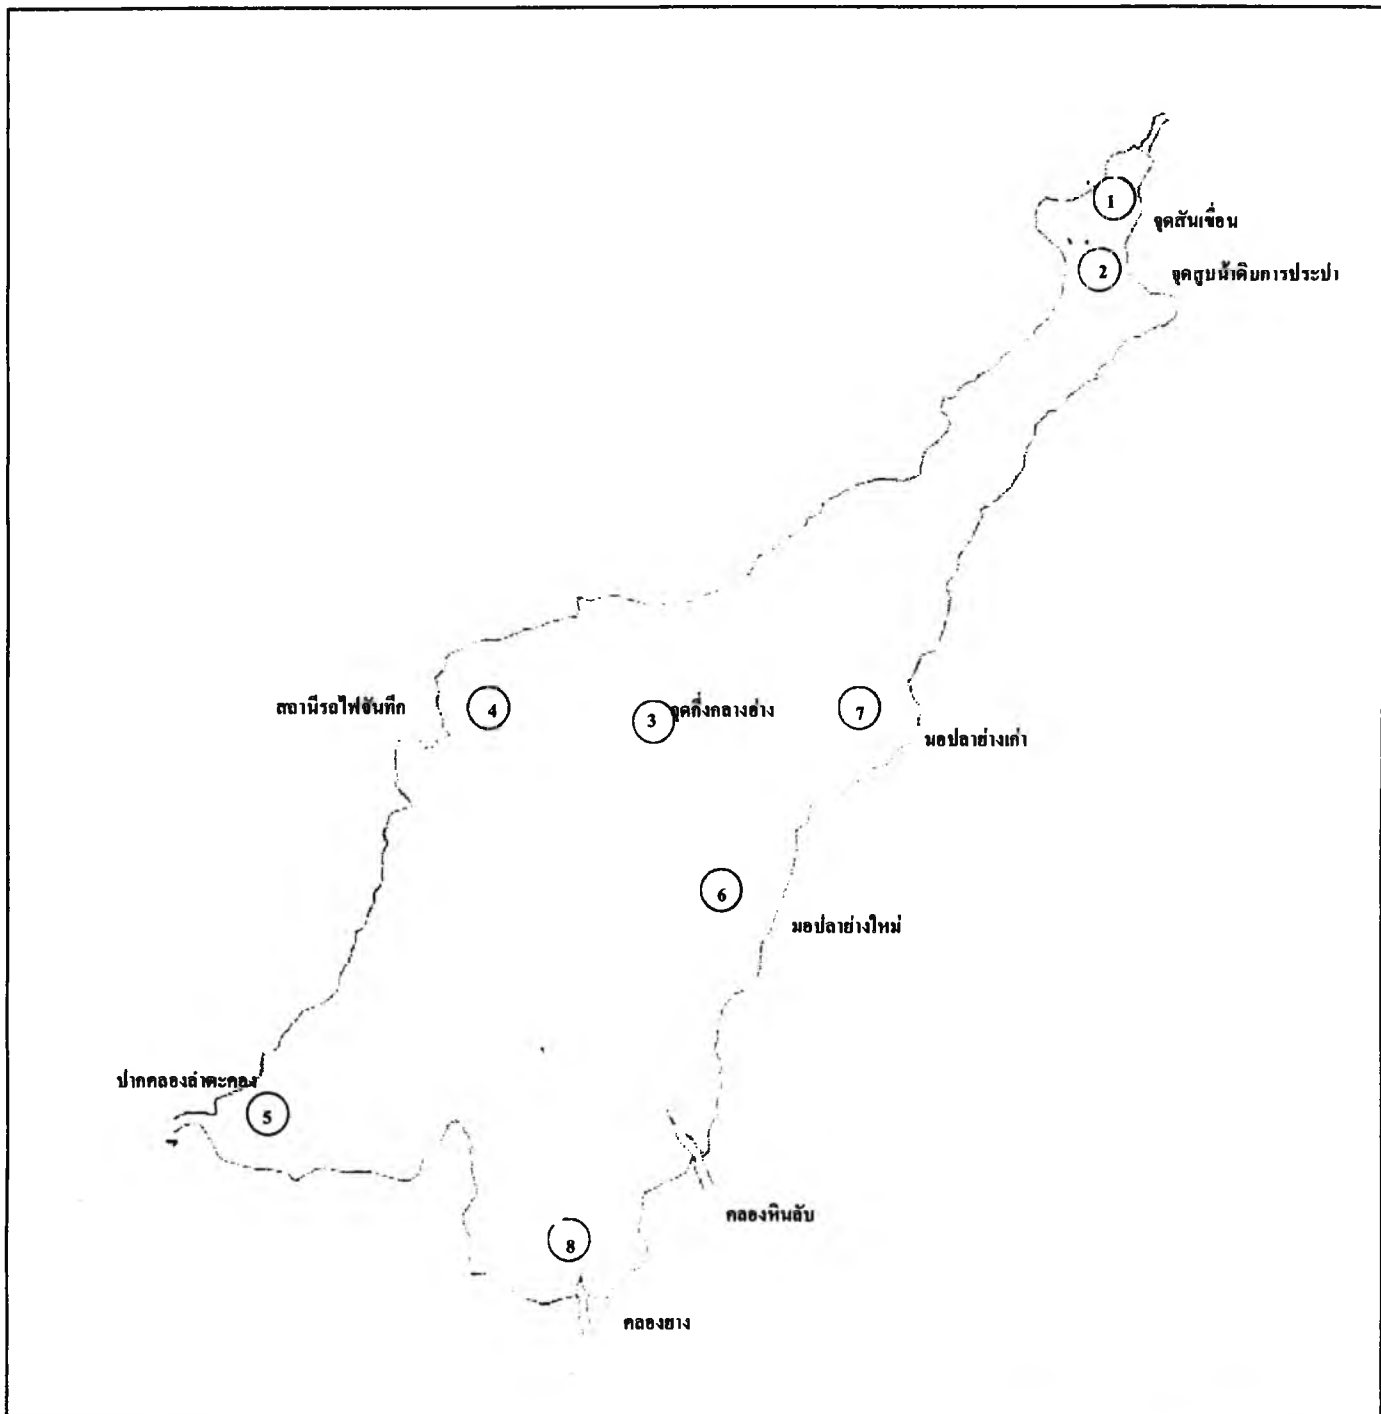 1
จุดสันเขื่อน
2
จุดสูบน้ำดิบการประปา
สถานีรถไฟจันทึก
4
3
จุดกึ่งกลางอ่าง
7
มอปลาย่างเก่า
6
มอปลาย่างใหม่
ปากคลองลำตะคอง
5
คลองหินลับ
8
คลองยาง